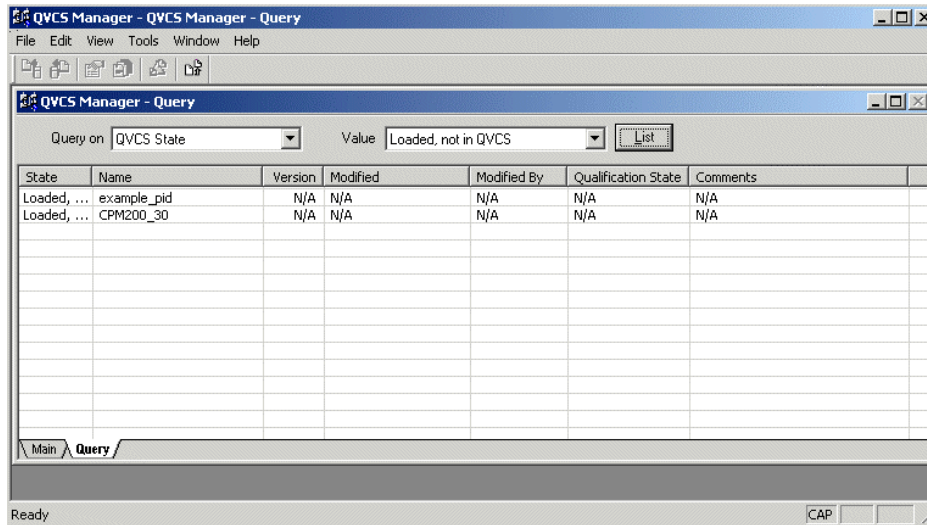 QVCS Manager - QVCS Manager - Query
File Edit View Tools Window Help
QVCS Manager - Query
Query on QVCS State Value Loaded, not in QVCS List
State Name Version Modified Modified By Qualification State Comments
Loaded, ... example_pid N/A N/A N/A N/A N/A
Loaded, ... CPM200_30 N/A N/A N/A N/A N/A
Main Query
Ready CAP